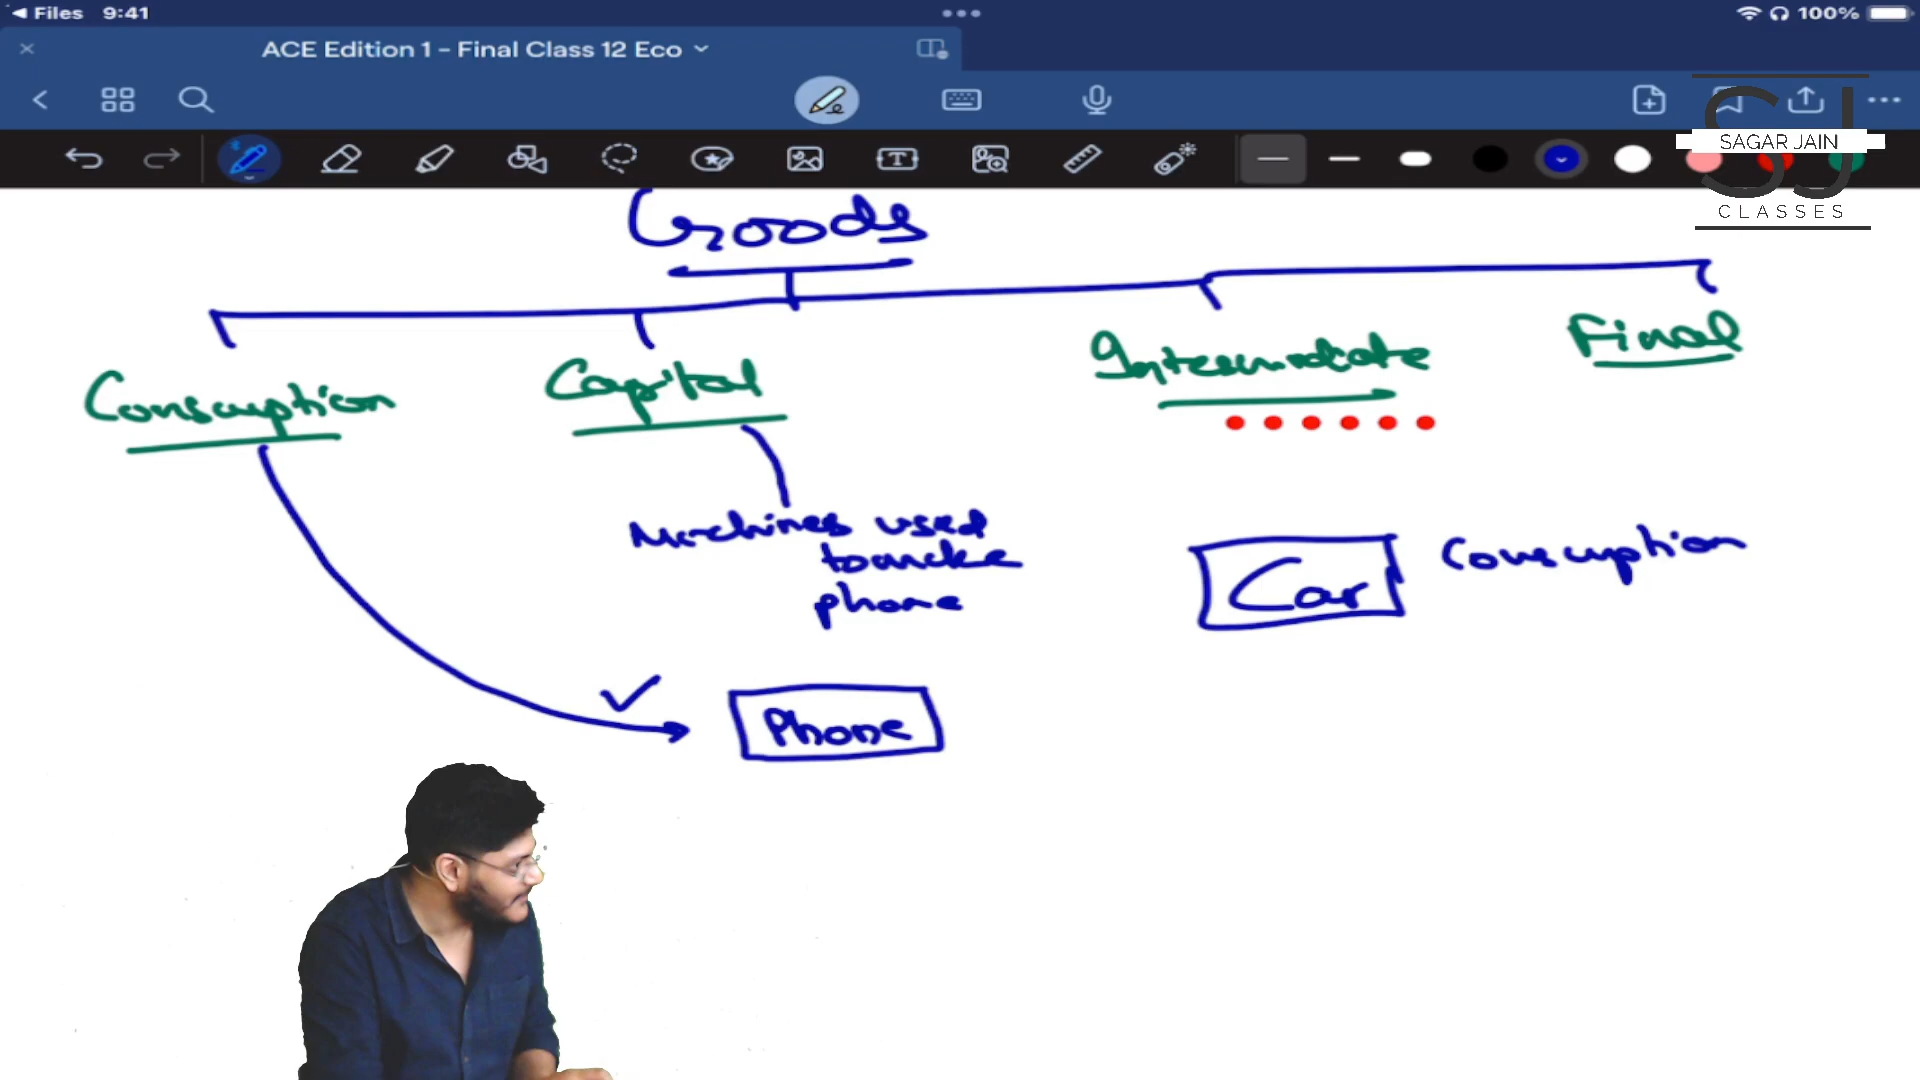 Files 9:41
100%
ACE Edition 1 - Final Class 12 Eco
SAGAR JAIN
CLASSES
Goods
Consumption
Capital
Intermediate
Final
Machines used
to make
phone
Car
Consumption
Phone